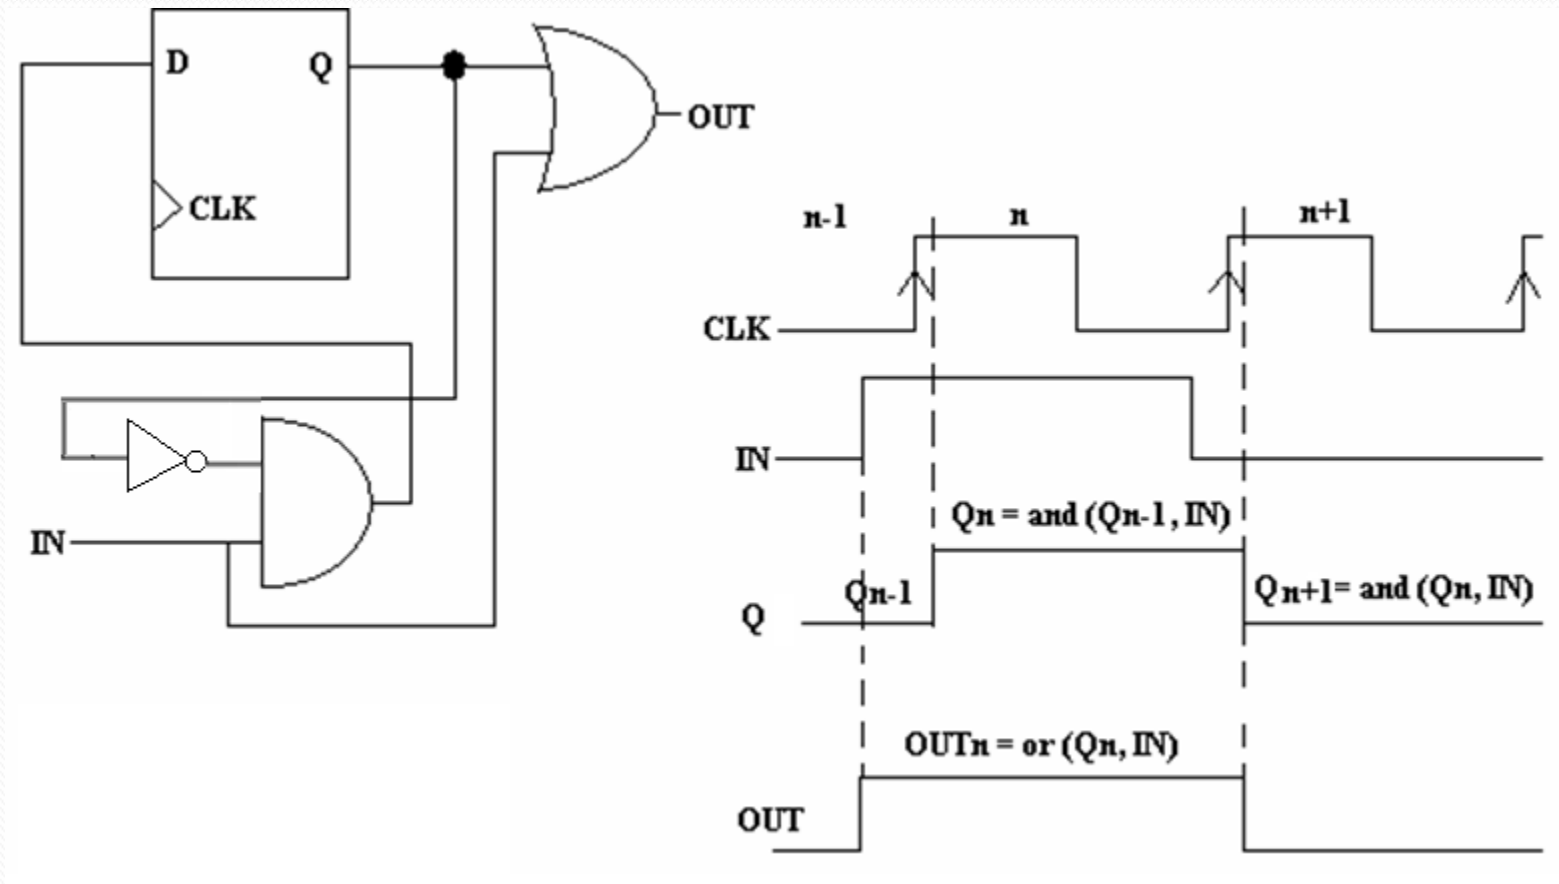 D Q
CLK
OUT
IN
n-1 n n+1
CLK
IN
Qn = and (Qn-1, IN)
Qn-1
Q
Qn+1= and (Qn, IN)
OUTn = or (Qn, IN)
OUT